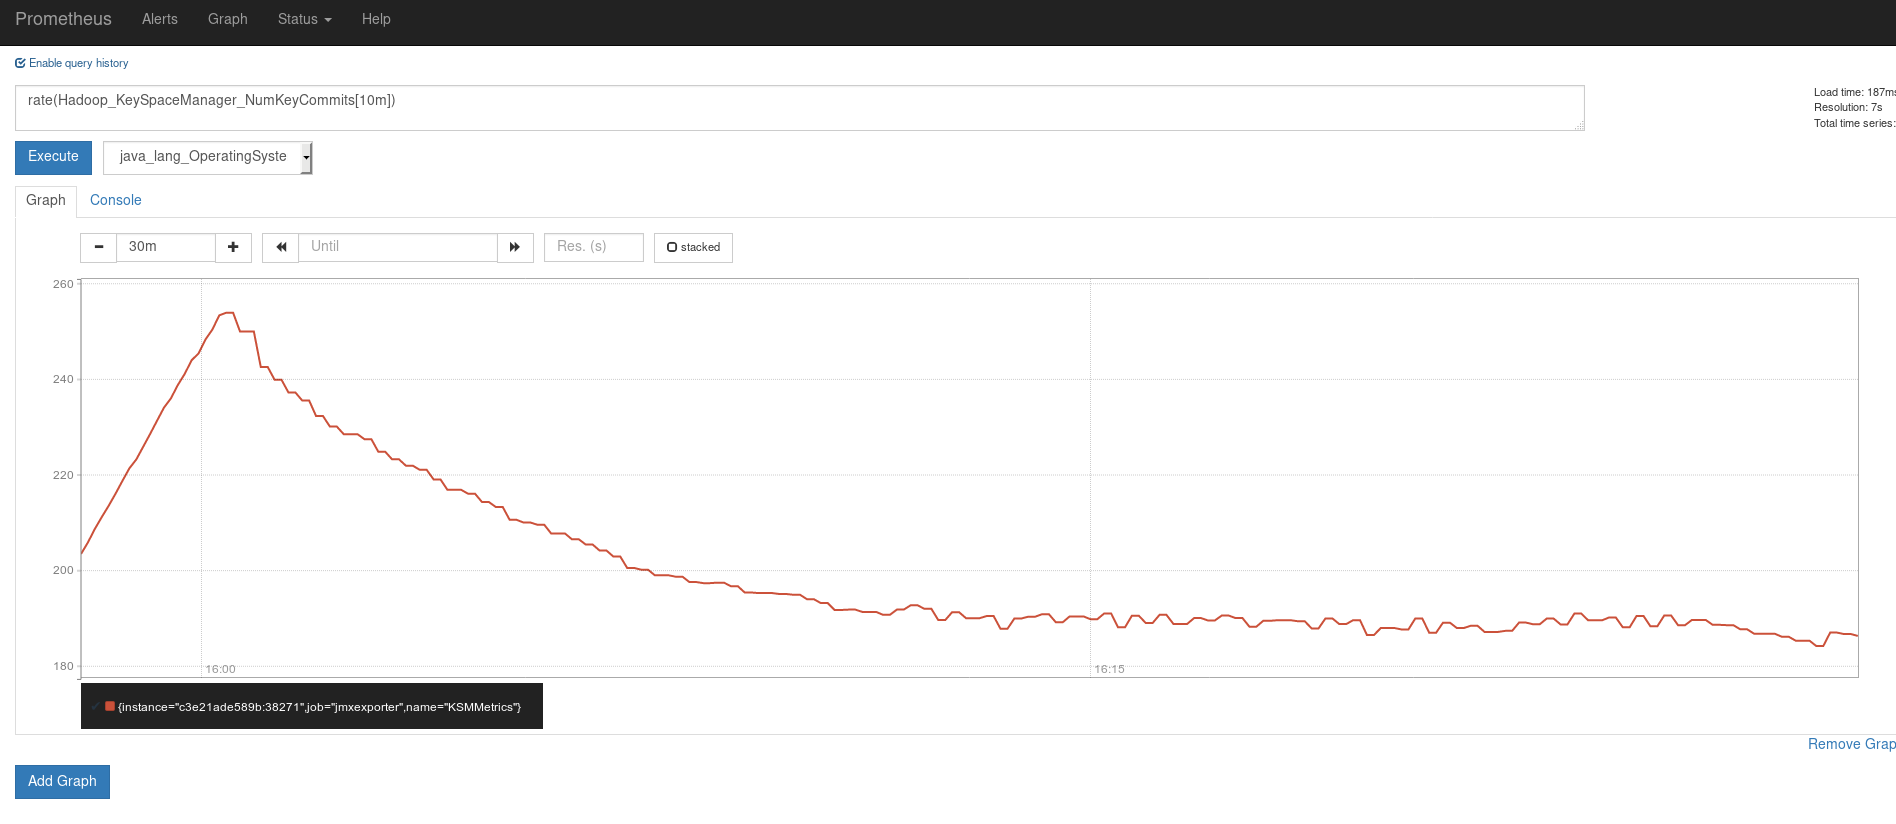 Prometheus Alerts Graph Status Help
Enable query history
rate(Hadoop_KeySpaceManager_NumKeyCommits[10m])
Load time: 187ms
Resolution: 7s
Total time series:
Execute java_lang_OperatingSyste
Graph Console
30m Until Res. (s) stacked
260
240
220
200
180
16:00 16:15
{instance="c3e21ade589b:38271",job="jmxexporter",name="KSMMetrics"}
Remove Grap
Add Graph